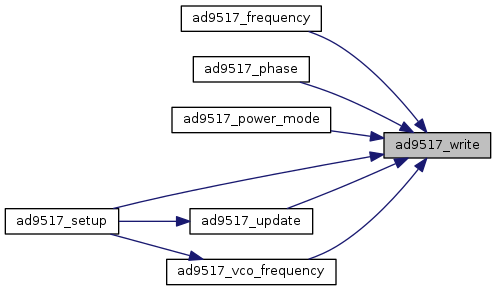 ad9517_frequency
ad9517_phase
ad9517_power_mode
ad9517_write
ad9517_setup
ad9517_update
ad9517_vco_frequency